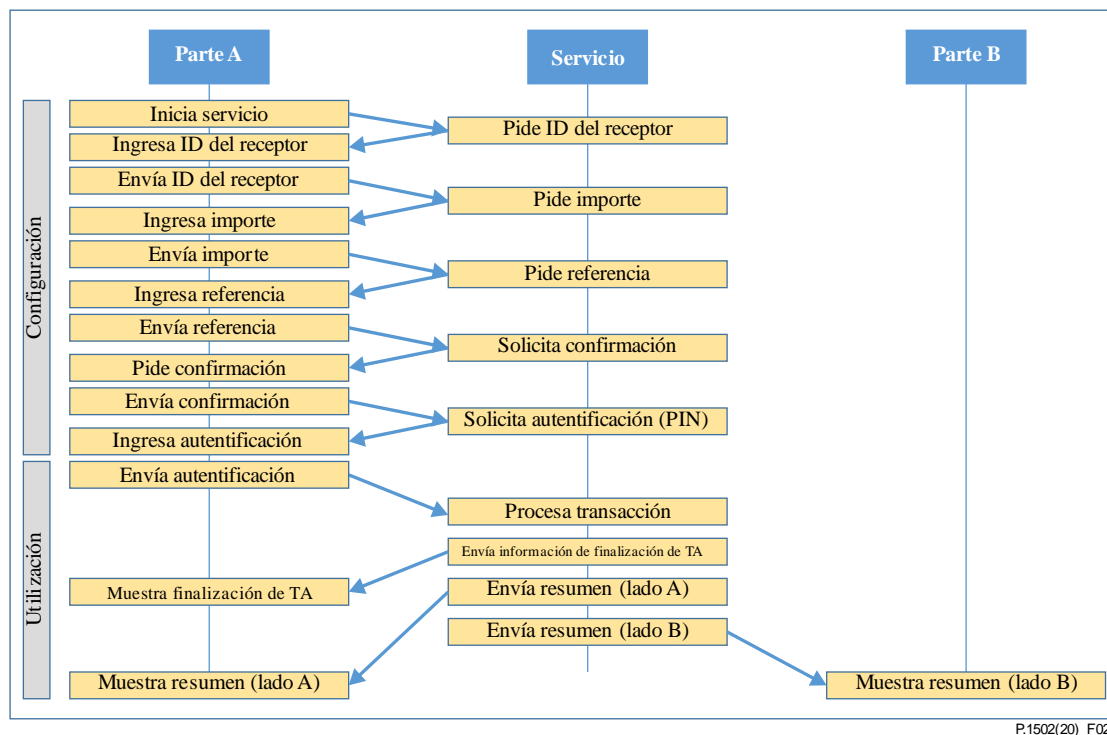 Parte A
Servicio
Parte B
Configuración
Inicia servicio
Pide ID del receptor
Ingresa ID del receptor
Envía ID del receptor
Pide importe
Ingresa importe
Envía importe
Pide referencia
Ingresa referencia
Envía referencia
Solicita confirmación
Pide confirmación
Envía confirmación
Solicita autentificación (PIN)
Ingresa autentificación
Utilización
Envía autentificación
Procesa transacción
Envía información de finalización de TA
Muestra finalización de TA
Envía resumen (lado A)
Envía resumen (lado B)
Muestra resumen (lado A)
Muestra resumen (lado B)
P.1502(20)_F02